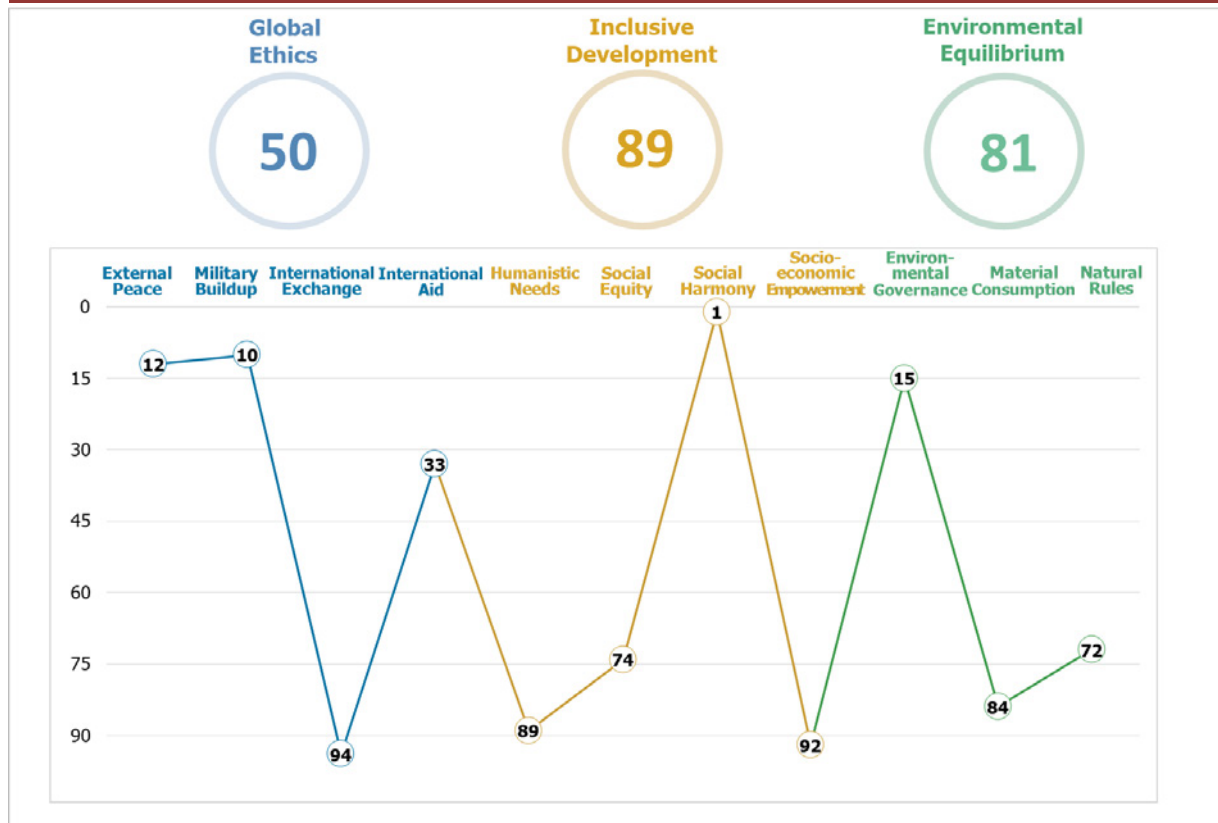 Global
Ethics
Inclusive
Development
Environmental
Equilibrium
50
89
81
External
Peace
Military
Buildup
International
Exchange
International
Aid
Humanistic
Needs
Social
Equity
Social
Harmony
Socio-
economic
Empowerment
Environ-
mental
Governance
Material
Consumption
Natural
Rules
0
15
30
45
60
75
90
12
10
94
33
89
74
1
92
15
84
72